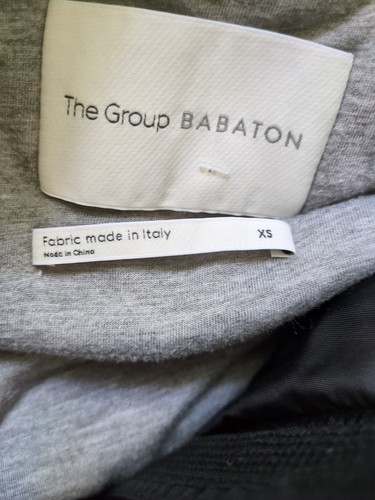 The Group BABATON
Fabric made in Italy
XS
Made in China